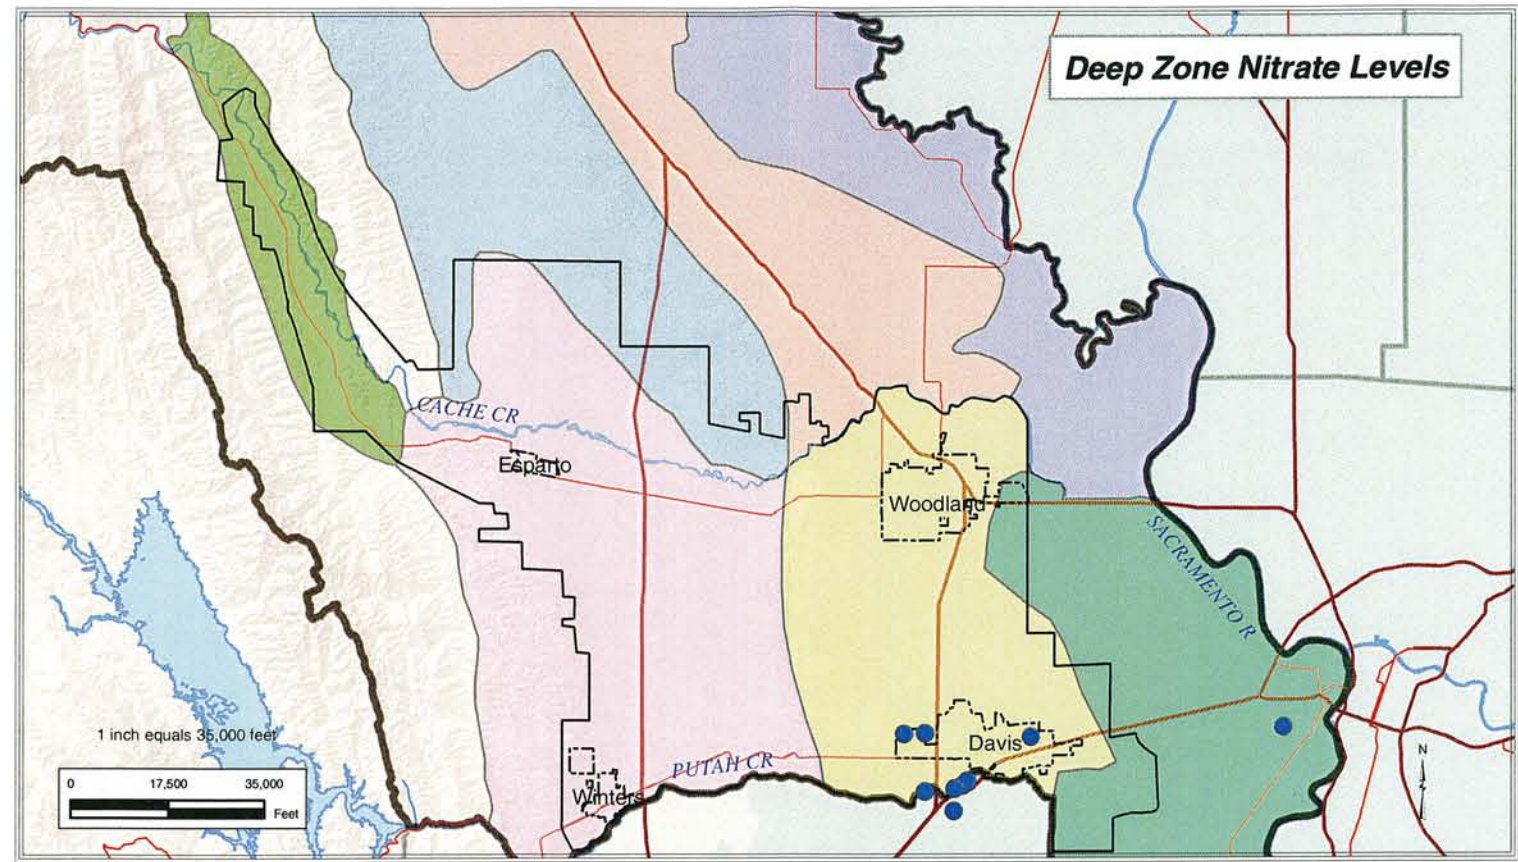 Deep Zone Nitrate Levels
CACHE CR
Esparto
Woodland
SACRAMENTO R
1 inch equals 35,000 feet
Davis
PUTAH CR
Winters
0 17,500 35,000
Feet
N